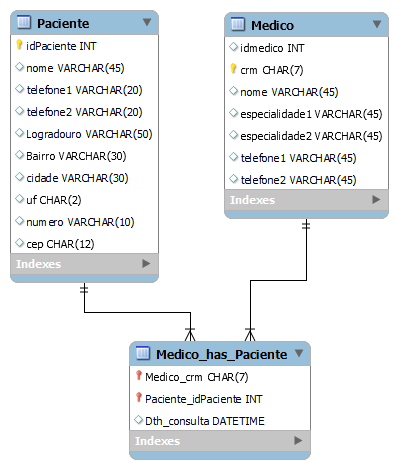 Paciente
idPaciente INT
nome VARCHAR(45)
telefone1 VARCHAR(20)
telefone2 VARCHAR(20)
Logradouro VARCHAR(50)
Bairro VARCHAR(30)
cidade VARCHAR(30)
uf CHAR(2)
numero VARCHAR(10)
cep CHAR(12)
Indexes
Medico
idmedico INT
crm CHAR(7)
nome VARCHAR(45)
especialidade1 VARCHAR(45)
especialidade2 VARCHAR(45)
telefone1 VARCHAR(45)
telefone2 VARCHAR(45)
Indexes
Medico_has_Paciente
Medico_crm CHAR(7)
Paciente_idPaciente INT
Dth_consulta DATETIME
Indexes